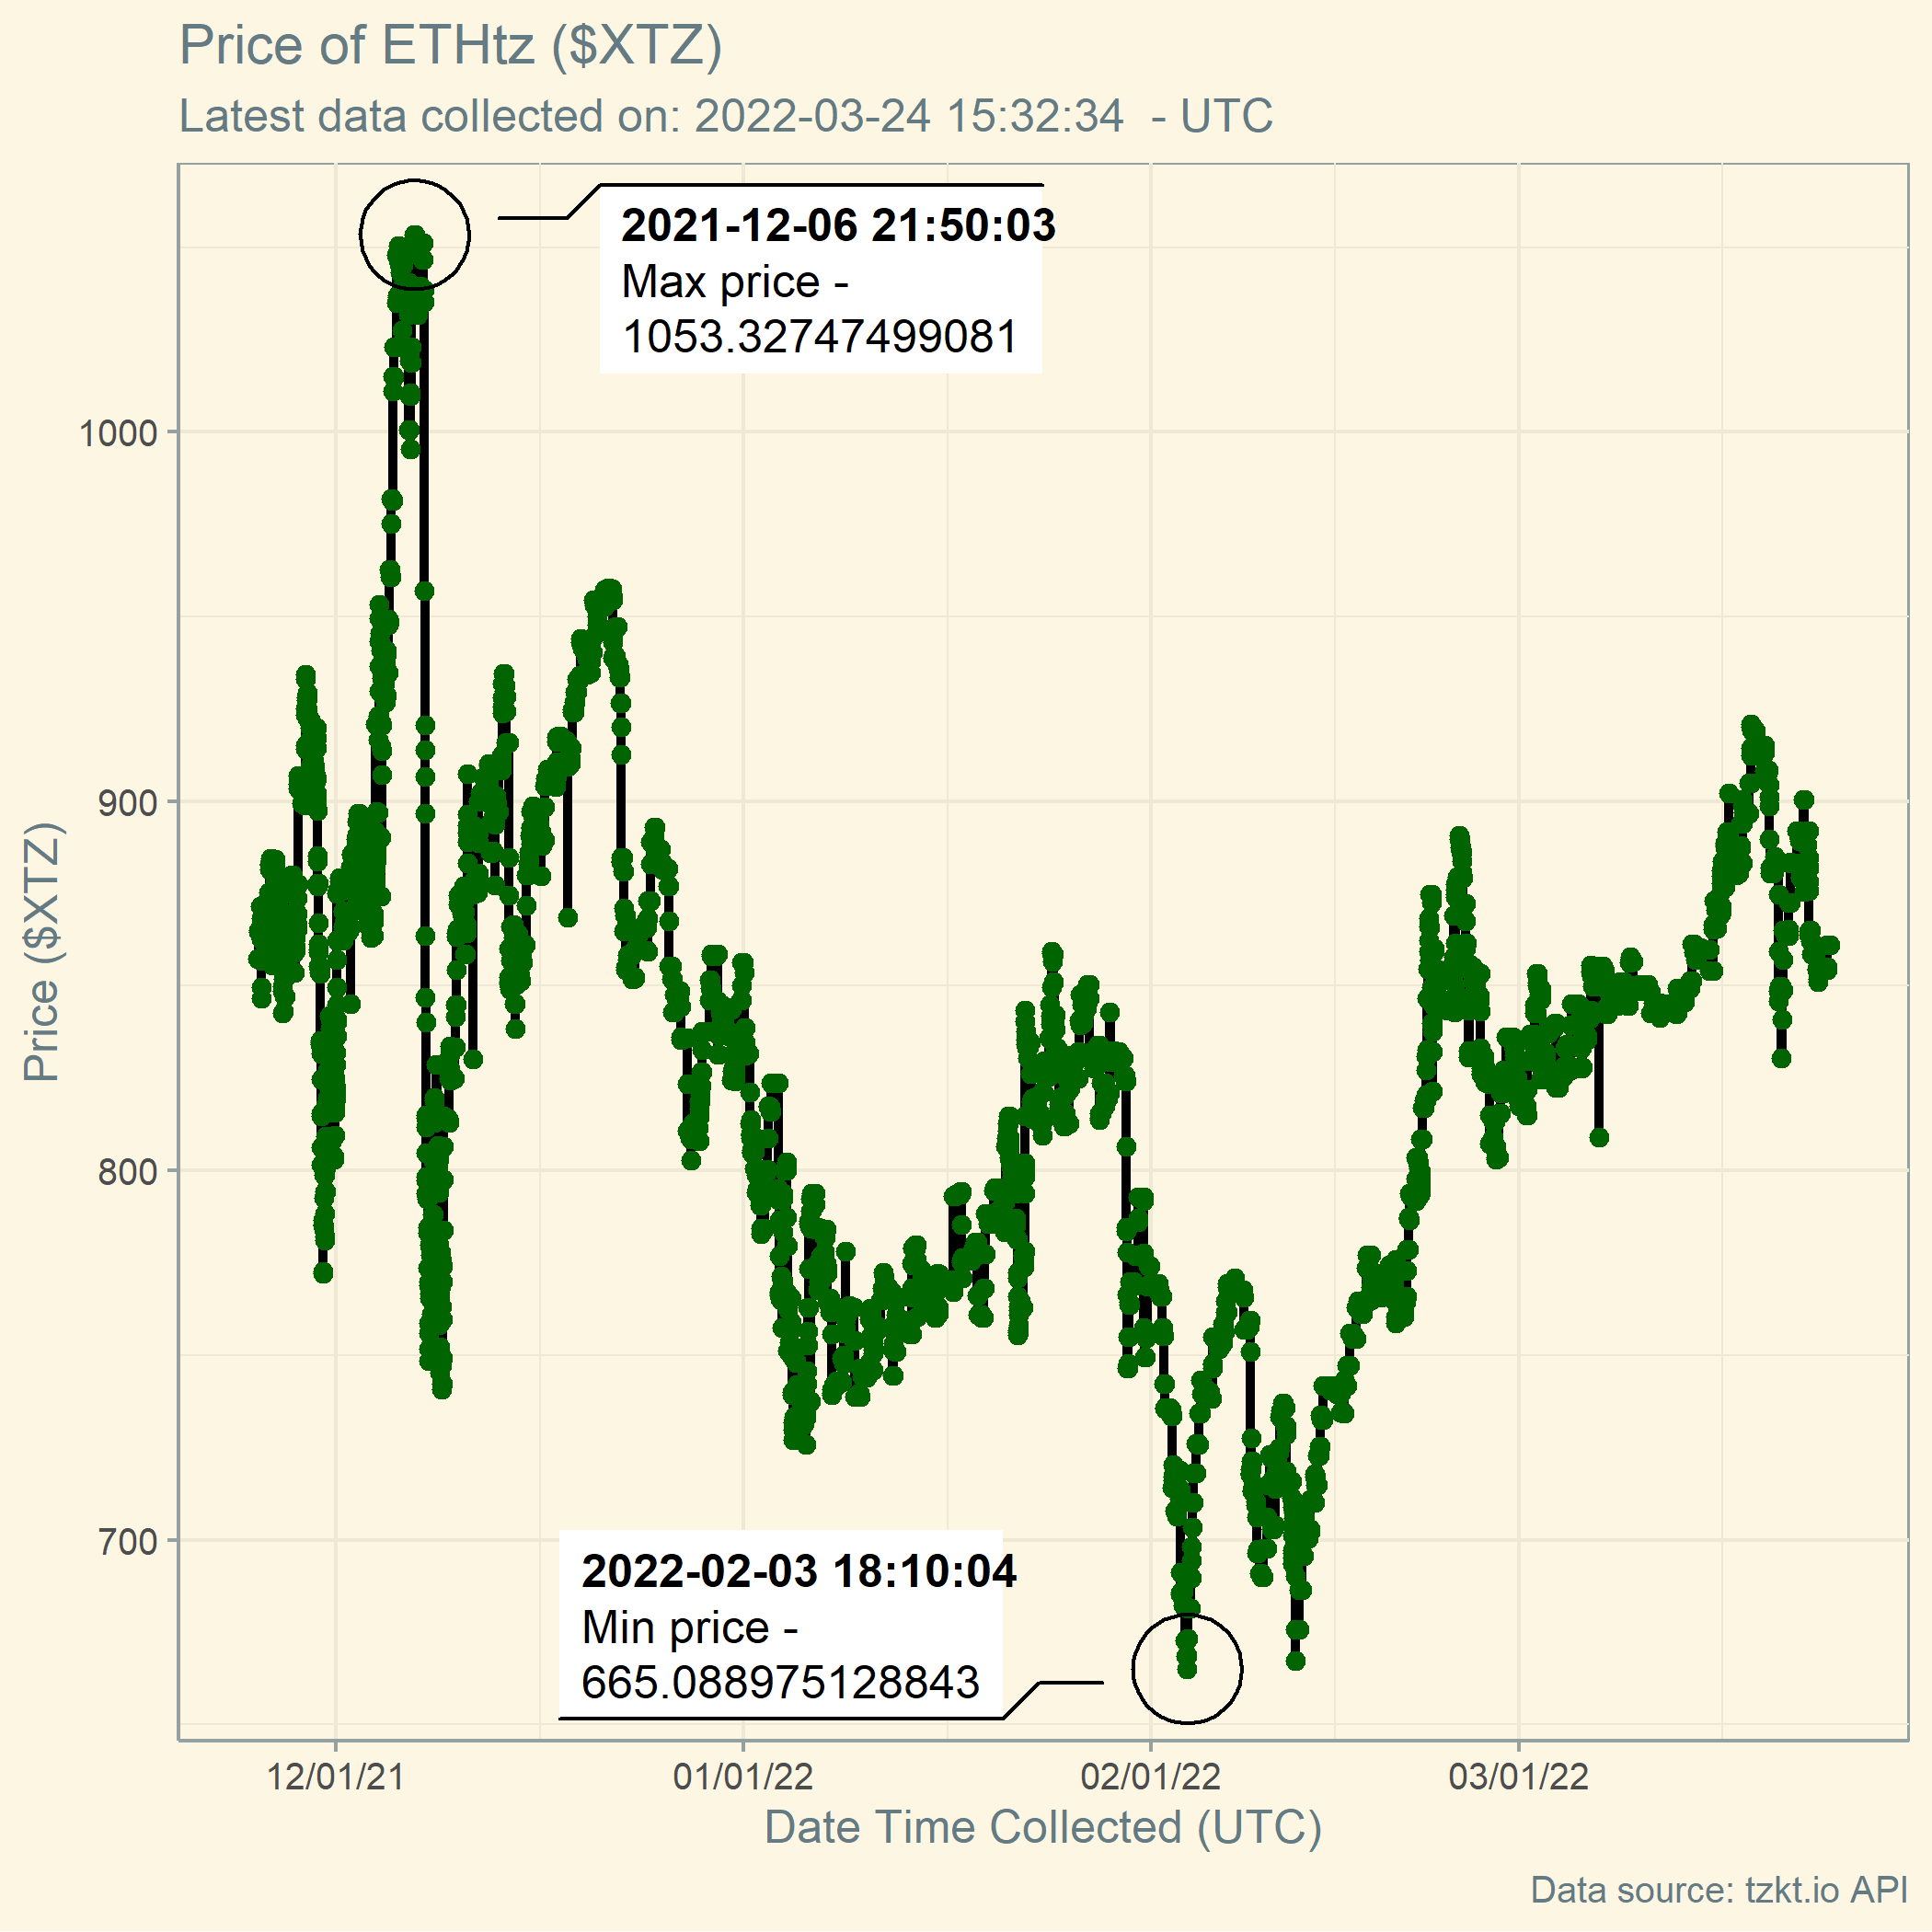 Price of ETHtz ($XTZ)
Latest data collected on: 2022-03-24 15:32:34  - UTC
2021-12-06 21:50:03
Max price -
1053.32747499081
1000
900
800
700
Price ($XTZ)
2022-02-03 18:10:04
Min price -
665.088975128843
12/01/21
01/01/22
02/01/22
03/01/22
Date Time Collected (UTC)
Data source: tzkt.io API